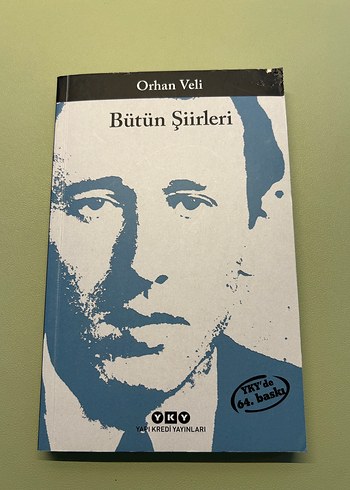 Orhan Veli
Bütün Şiirleri
YKY'de
64. baskı
YKY
YAPI KREDİ YAYINLARI